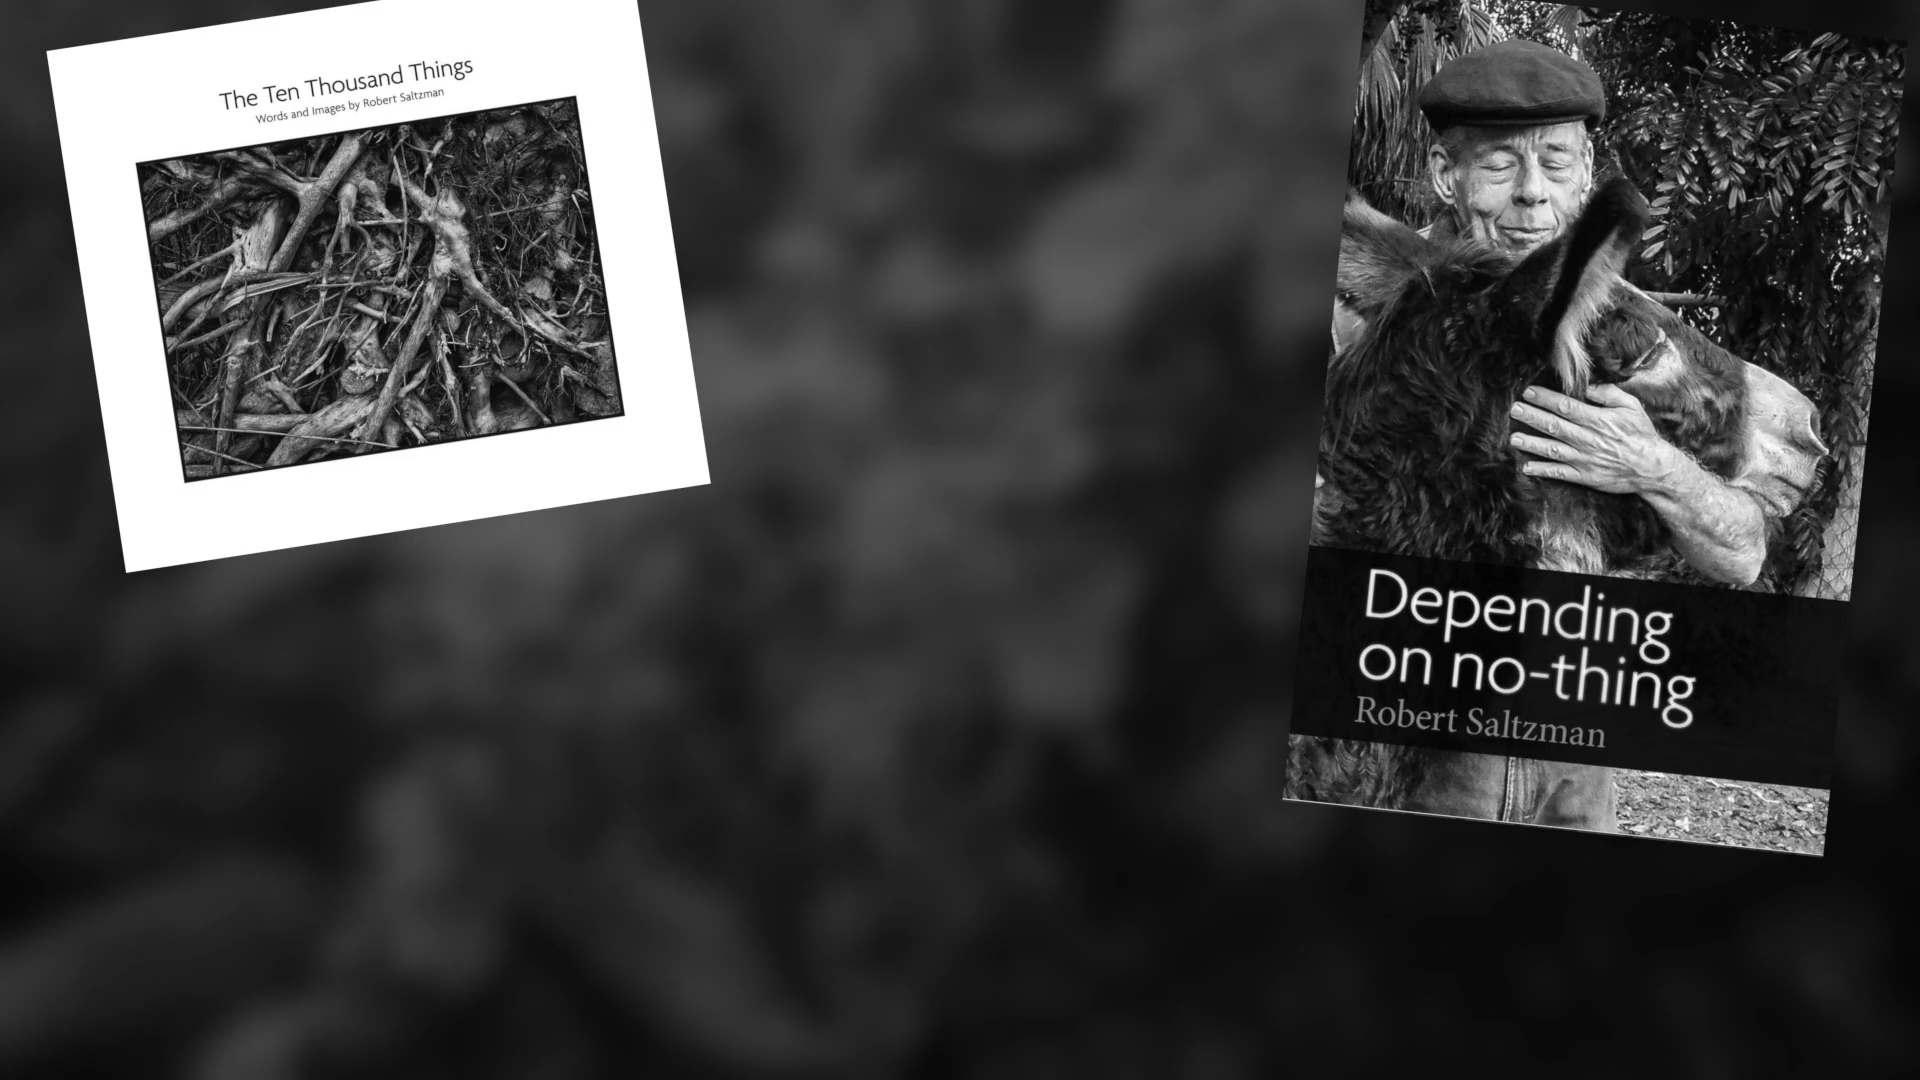 The Ten Thousand Things
Words and Images by Robert Saltzman
Depending
on no-thing
Robert Saltzman